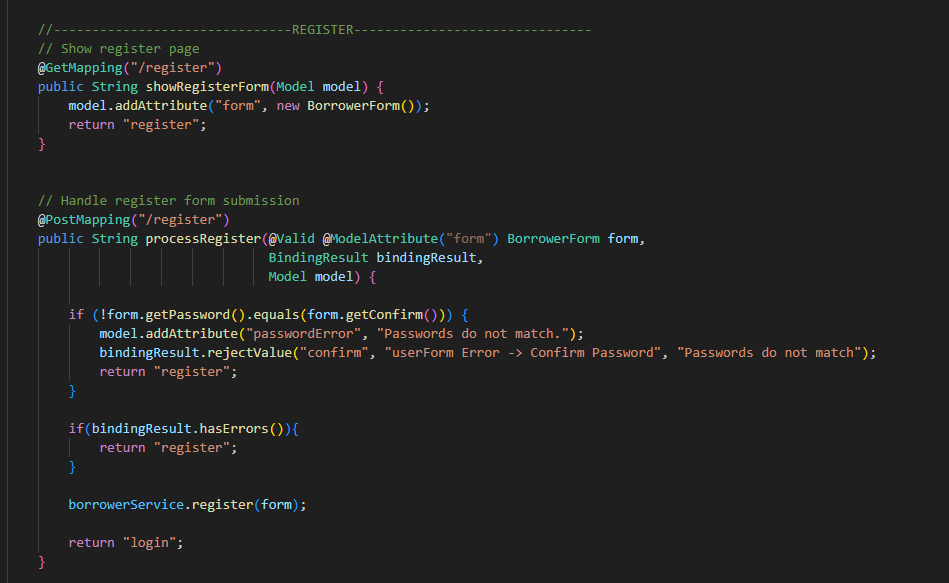 //-------------------------------REGISTER-------------------------------
// Show register page
@GetMapping("/register")
public String showRegisterForm(Model model) {
    model.addAttribute("form", new BorrowerForm());
    return "register";
}
// Handle register form submission
@PostMapping("/register")
public String processRegister(@Valid @ModelAttribute("form") BorrowerForm form,
                              BindingResult bindingResult,
                              Model model) {
    if (!form.getPassword().equals(form.getConfirm())) {
        model.addAttribute("passwordError", "Passwords do not match.");
        bindingResult.rejectValue("confirm", "userForm Error -> Confirm Password", "Passwords do not match");
        return "register";
    }
    if(bindingResult.hasErrors()){
        return "register";
    }
    borrowerService.register(form);
    return "login";
}